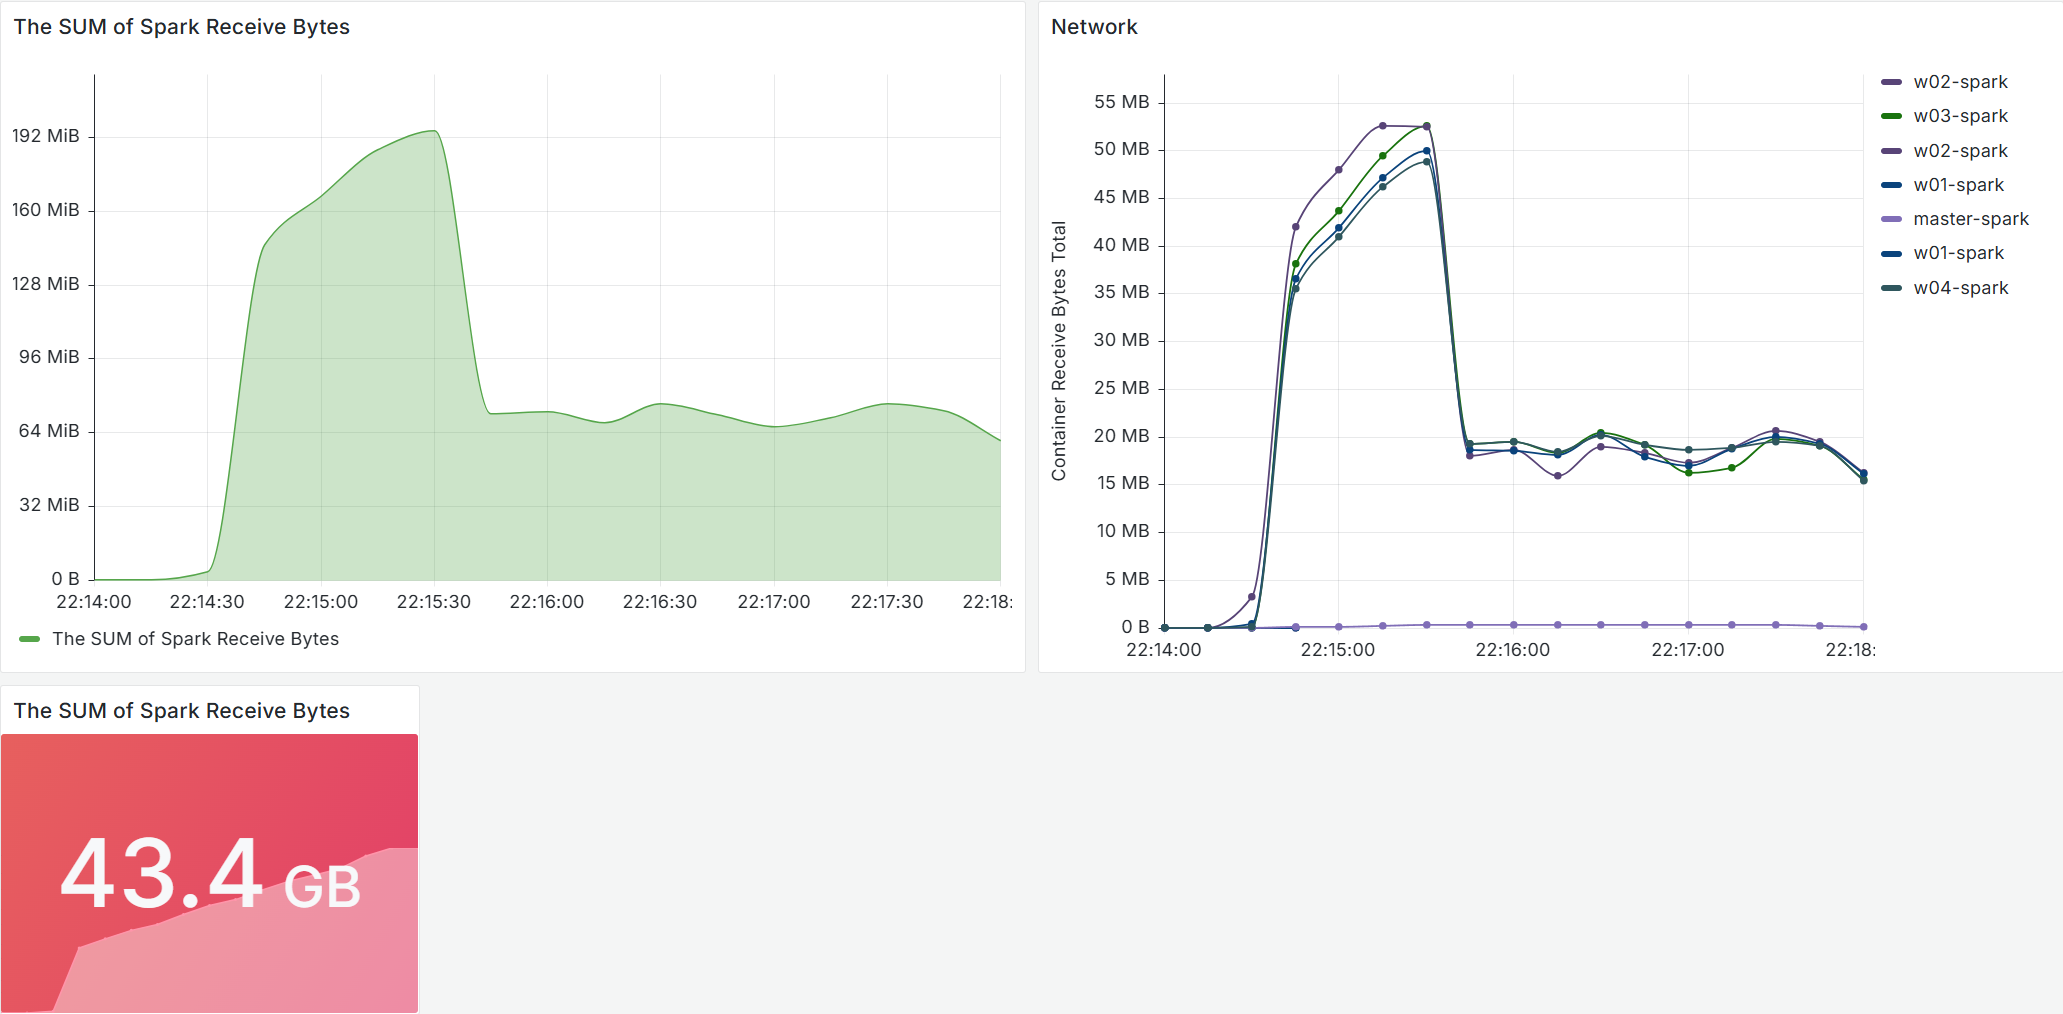 The SUM of Spark Receive Bytes
192 MiB
160 MiB
128 MiB
96 MiB
64 MiB
32 MiB
0 B
22:14:00 22:14:30 22:15:00 22:15:30 22:16:00 22:16:30 22:17:00 22:17:30 22:18:
The SUM of Spark Receive Bytes
Network
Container Receive Bytes Total
55 MB
50 MB
45 MB
40 MB
35 MB
30 MB
25 MB
20 MB
15 MB
10 MB
5 MB
0 B
22:14:00 22:15:00 22:16:00 22:17:00 22:18:
w02-spark
w03-spark
w02-spark
w01-spark
master-spark
w01-spark
w04-spark
The SUM of Spark Receive Bytes
43.4 GB